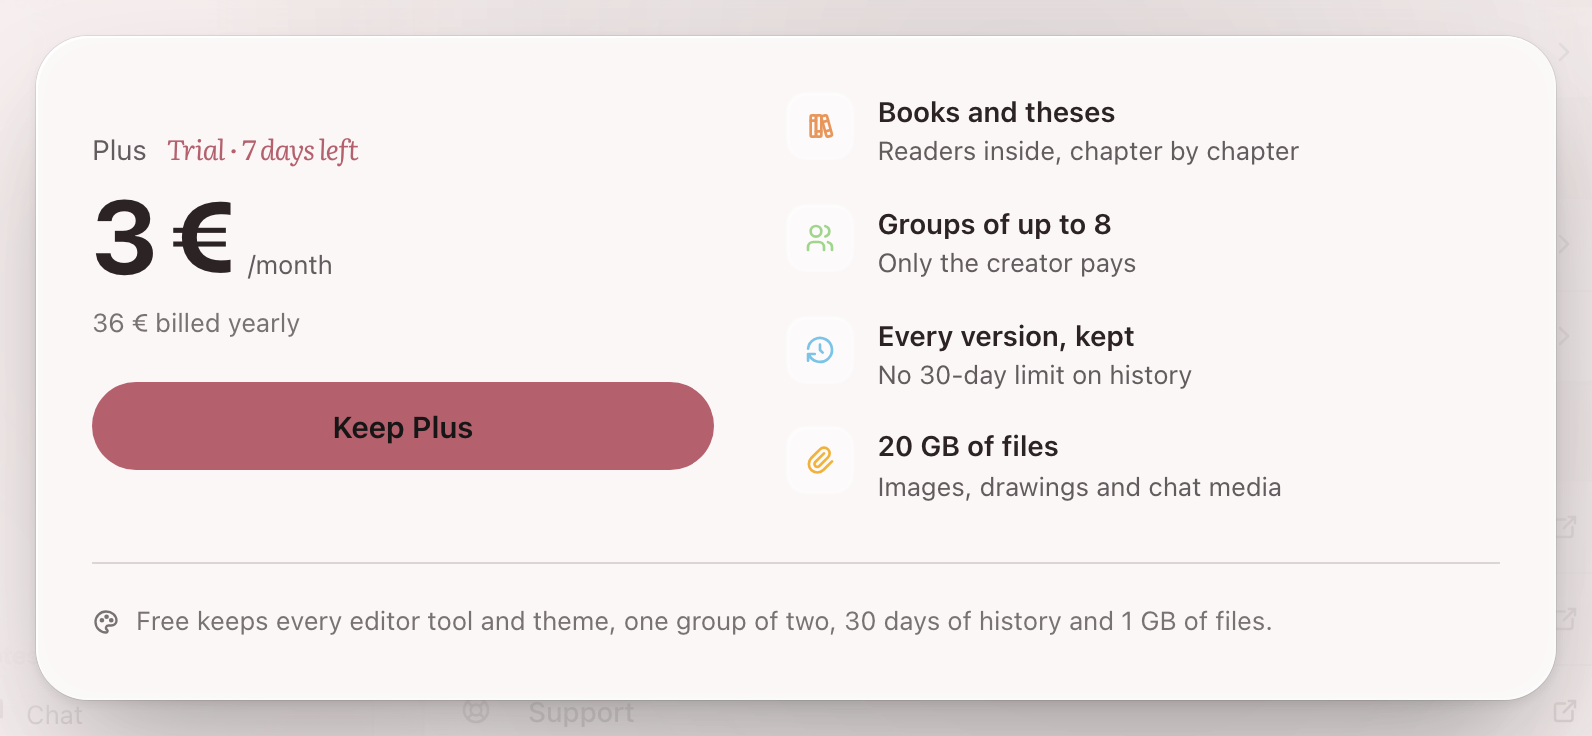 Plus Trial · 7 days left
3 € /month
36 € billed yearly
Keep Plus
Books and theses
Readers inside, chapter by chapter
Groups of up to 8
Only the creator pays
Every version, kept
No 30-day limit on history
20 GB of files
Images, drawings and chat media
Free keeps every editor tool and theme, one group of two, 30 days of history and 1 GB of files.
Chat
Support